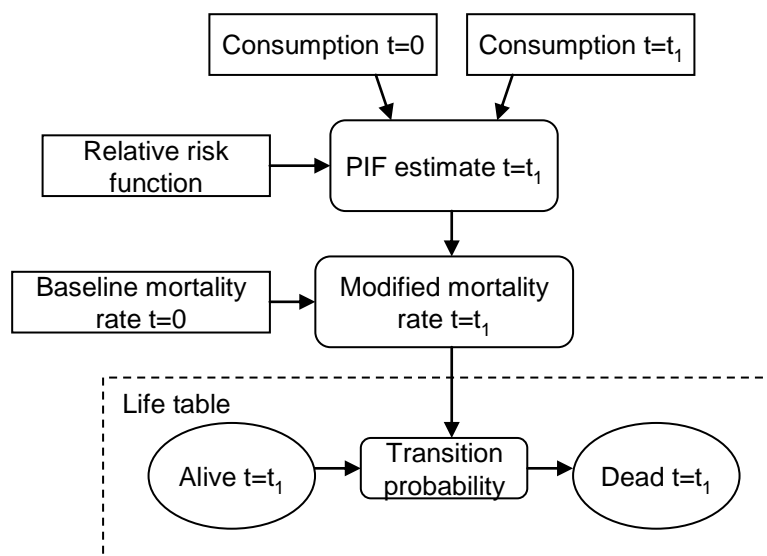 Consumption t=0
Consumption t=t₁
Relative risk
function
PIF estimate t=t₁
Baseline mortality
rate t=0
Modified mortality
rate t=t₁
Life table
Alive t=t₁
Transition
probability
Dead t=t₁